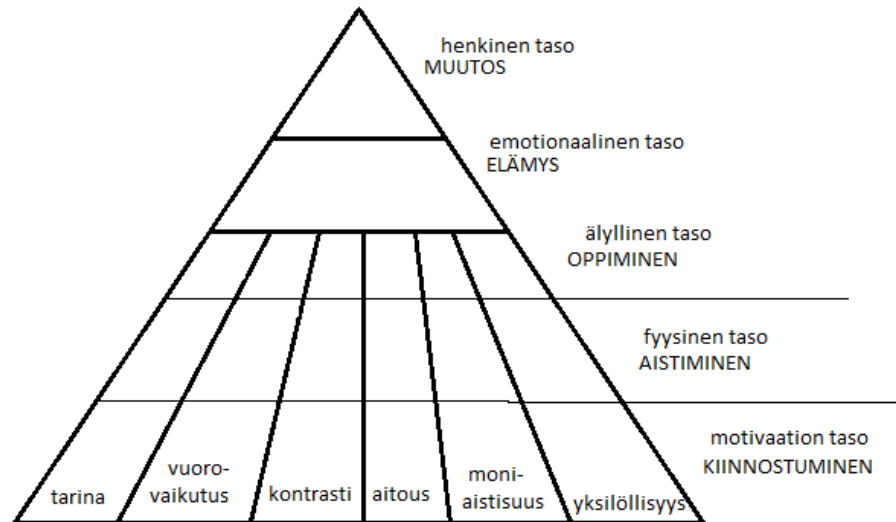 henkinen taso
MUUTOS
emotionaalinen taso
ELÄMYS
älyllinen taso
OPPIMINEN
fyysinen taso
AISTIMINEN
motivaation taso
KIINNOSTUMINEN
tarina
vuoro-
vaikutus
kontrasti
aitous
moni-
aistisuus
yksilöllisyys